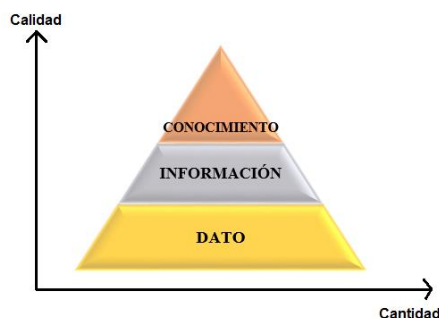 Calidad
CONOCIMIENTO
INFORMACIÓN
DATO
Cantidad